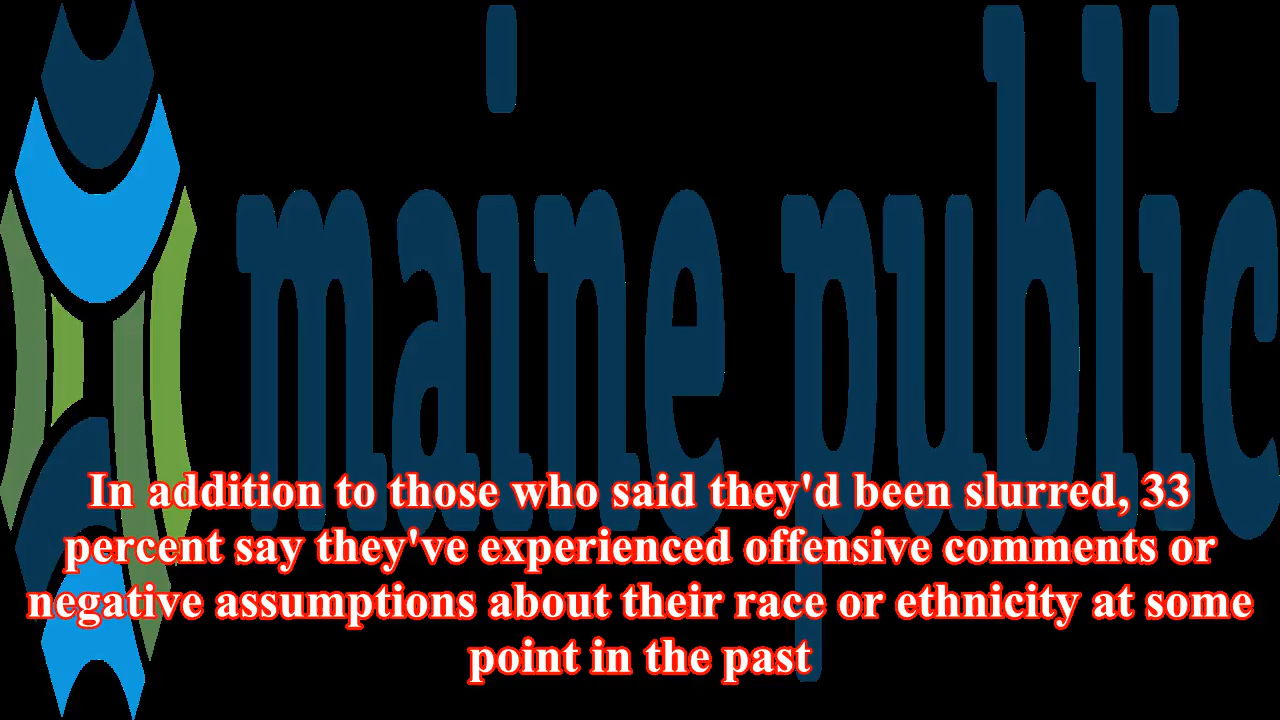 maine public
In addition to those who said they'd been slurred, 33
percent say they've experienced offensive comments or
negative assumptions about their race or ethnicity at some
point in the past